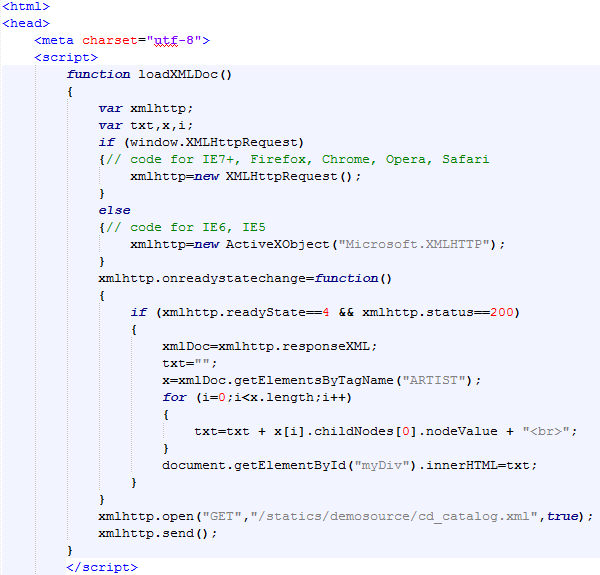 <html>
<head>
    <meta charset="utf-8">
    <script>
        function loadXMLDoc()
        {
            var xmlhttp;
            var txt,x,i;
            if (window.XMLHttpRequest)
            {// code for IE7+, Firefox, Chrome, Opera, Safari
                xmlhttp=new XMLHttpRequest();
            }
            else
            {// code for IE6, IE5
                xmlhttp=new ActiveXObject("Microsoft.XMLHTTP");
            }
            xmlhttp.onreadystatechange=function()
            {
                if (xmlhttp.readyState==4 && xmlhttp.status==200)
                {
                    xmlDoc=xmlhttp.responseXML;
                    txt="";
                    x=xmlDoc.getElementsByTagName("ARTIST");
                    for (i=0;i<x.length;i++)
                    {
                        txt=txt + x[i].childNodes[0].nodeValue + "<br>";
                    }
                    document.getElementById("myDiv").innerHTML=txt;
                }
            }
            xmlhttp.open("GET","/statics/demosource/cd_catalog.xml",true);
            xmlhttp.send();
        }
        </script>